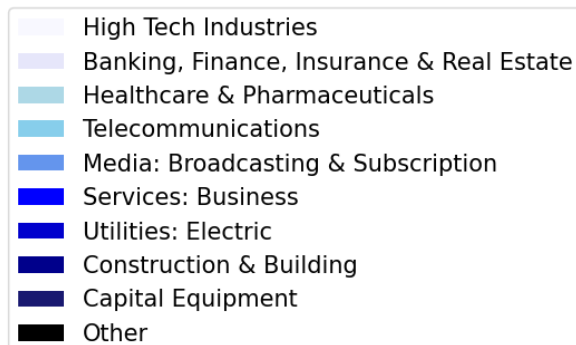 High Tech Industries
Banking, Finance, Insurance & Real Estate
Healthcare & Pharmaceuticals
Telecommunications
Media: Broadcasting & Subscription
Services: Business
Utilities: Electric
Construction & Building
Capital Equipment
Other